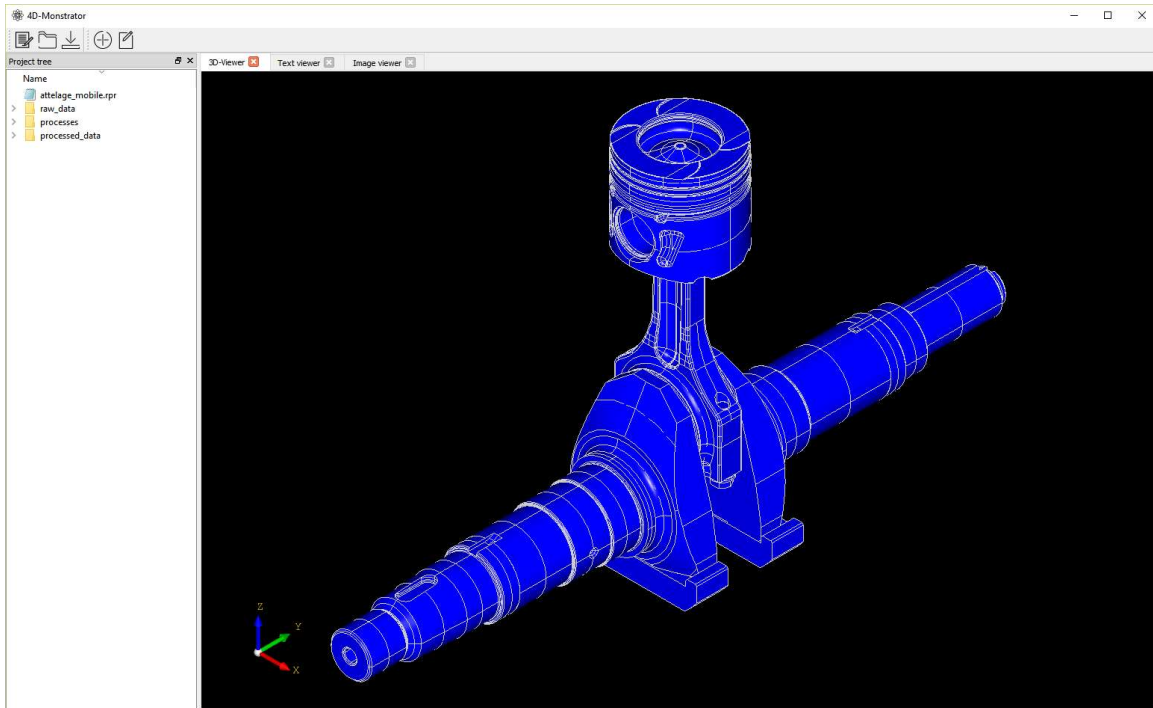 4D-Monstrator
Project tree
3D-Viewer
Text viewer
Image viewer
Name
attelage_mobile.rpr
raw_data
processes
processed_data
Z
Y
X